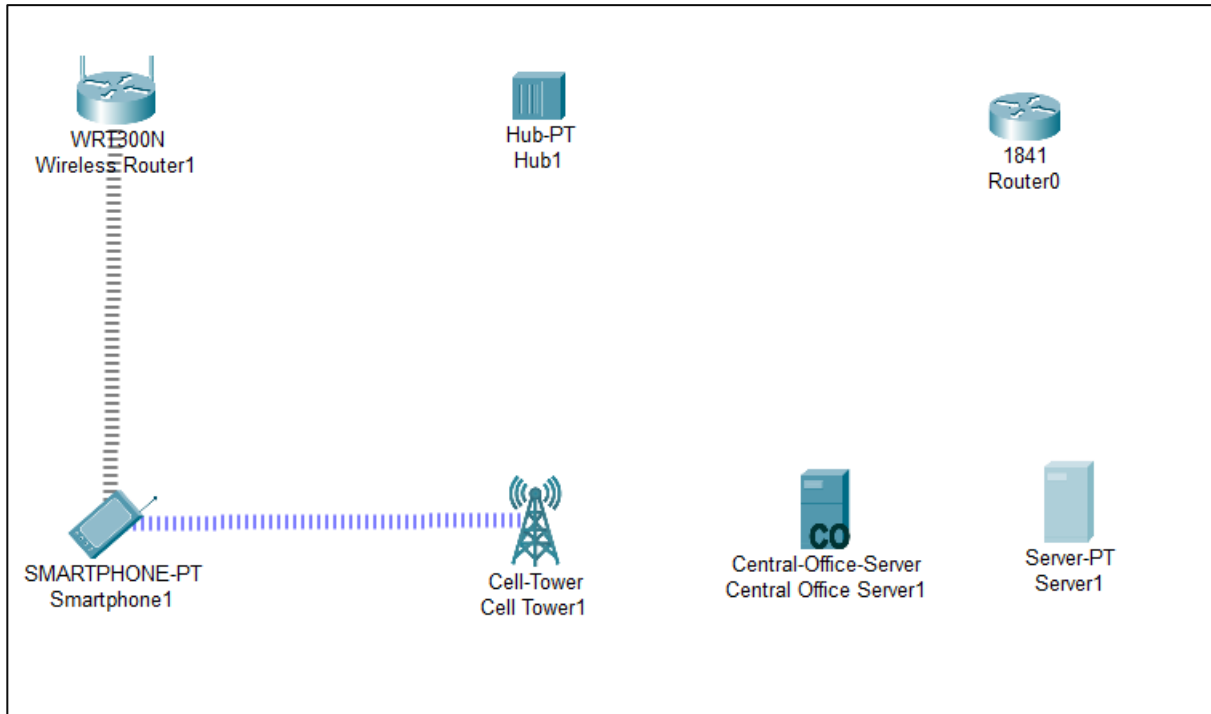 WRT300N
Wireless Router1
Hub-PT
Hub1
1841
Router0
SMARTPHONE-PT
Smartphone1
Cell-Tower
Cell Tower1
CO
Central-Office-Server
Central Office Server1
Server-PT
Server1